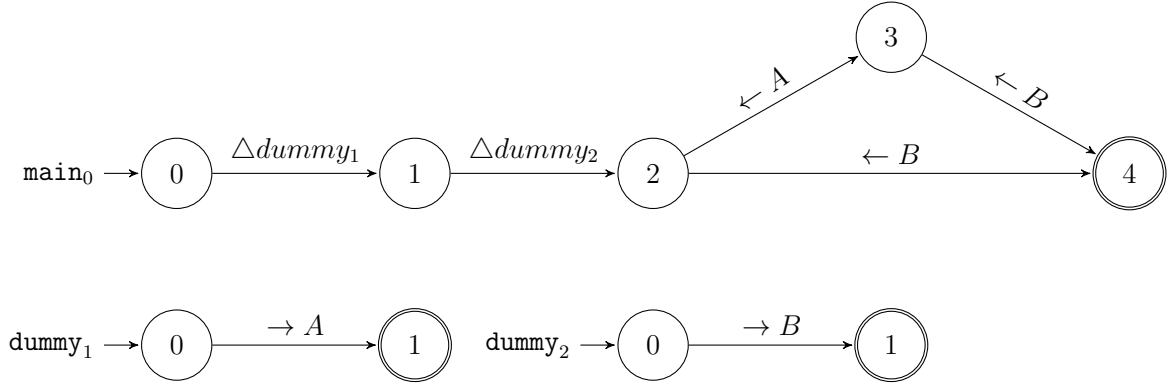 3
← A
← B
main₀ 0 △dummy₁ 1 △dummy₂ 2 ← B 4
dummy₁ 0 → A 1 dummy₂ 0 → B 1